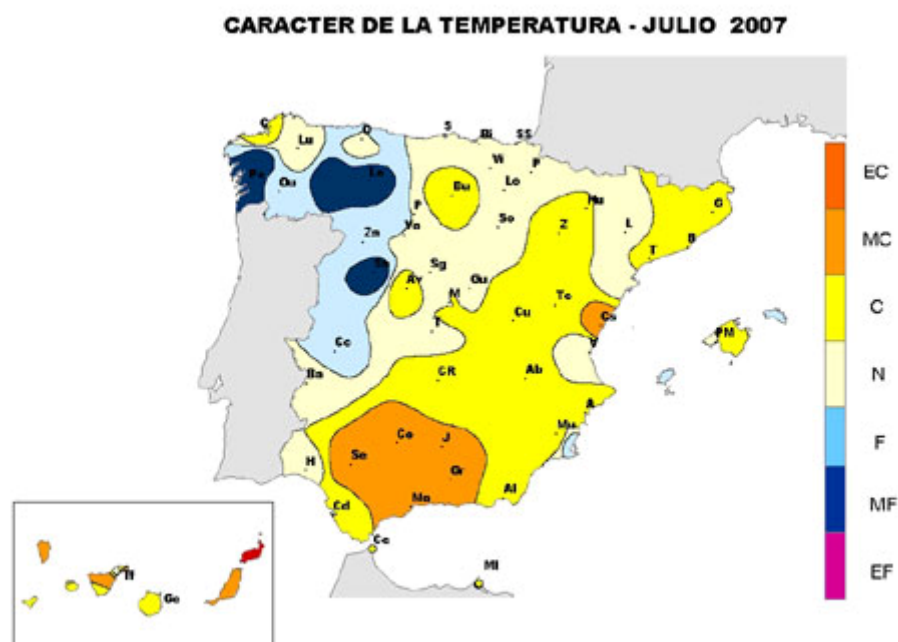 CARACTER DE LA TEMPERATURA - JULIO 2007
C
Lu
O
S
Bi
SS
Vi
P
Po
Ou
Le
Bu
Lo
Hu
G
P
Va
So
Z
L
B
T
Za
Sa
Sg
Av
Gu
M
Te
Cs
Cu
T
V
PM
Cc
Ba
CR
Ab
A
Mu
H
Se
Co
J
Gr
Ma
Al
Cd
Ce
Ml
Tf
Gc
EC
MC
C
N
F
MF
EF